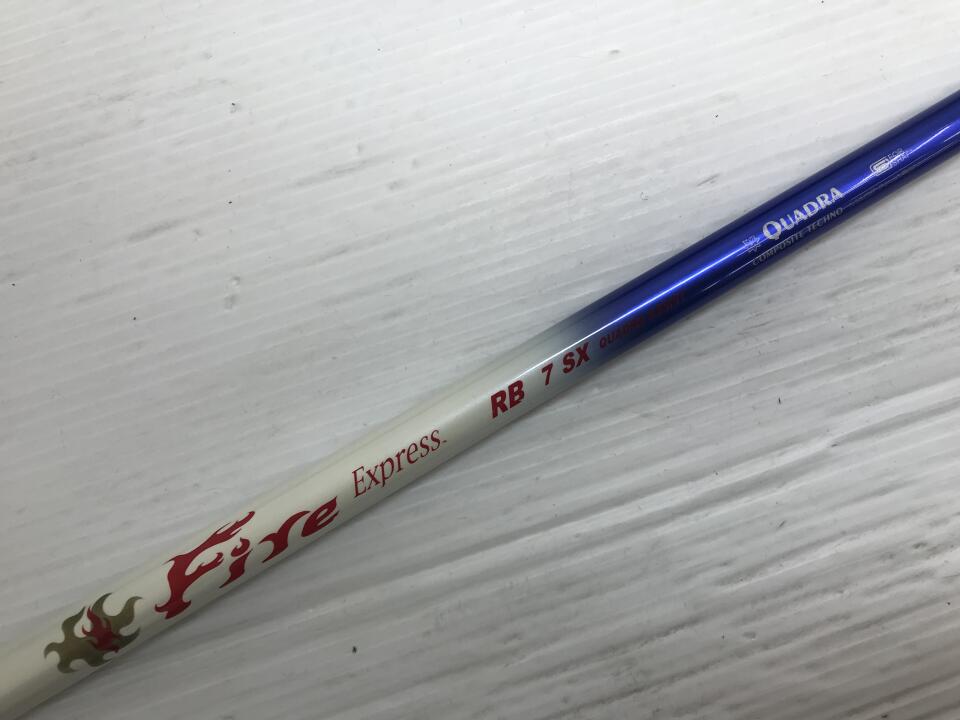 Fire Express
RB 7 SX
QUADRA
COMPOSITE TECHNO